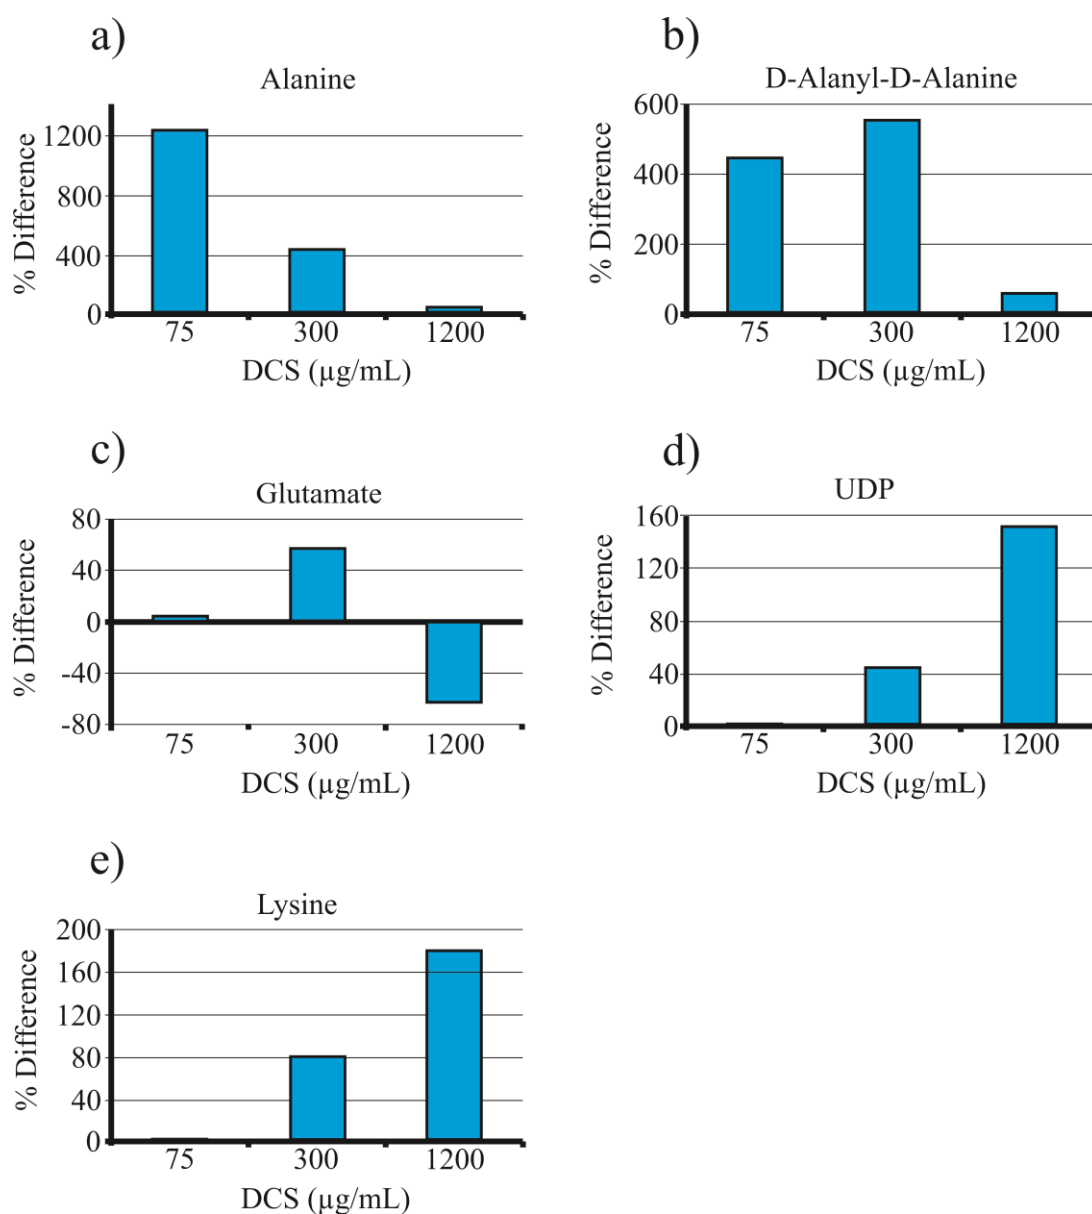 a)
Alanine
% Difference
1200
800
400
0
75 300 1200
DCS (µg/mL)
b)
D-Alanyl-D-Alanine
% Difference
600
400
200
0
75 300 1200
DCS (µg/mL)
c)
Glutamate
% Difference
80
40
0
-40
-80
75 300 1200
DCS (µg/mL)
d)
UDP
% Difference
160
120
80
40
0
75 300 1200
DCS (µg/mL)
e)
Lysine
% Difference
200
160
120
80
40
0
75 300 1200
DCS (µg/mL)